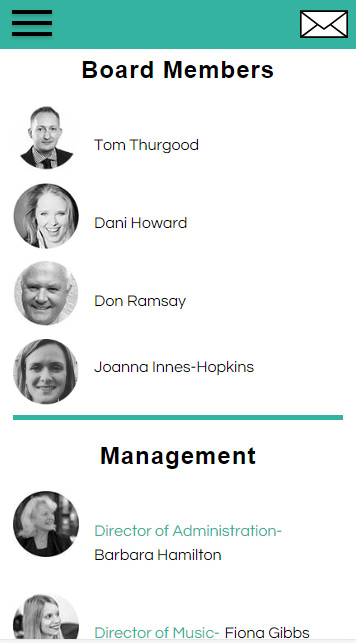 Board Members
Tom Thurgood
Dani Howard
Don Ramsay
Joanna Innes-Hopkins
Management
Director of Administration-
Barbara Hamilton
Director of Music- Fiona Gibbs